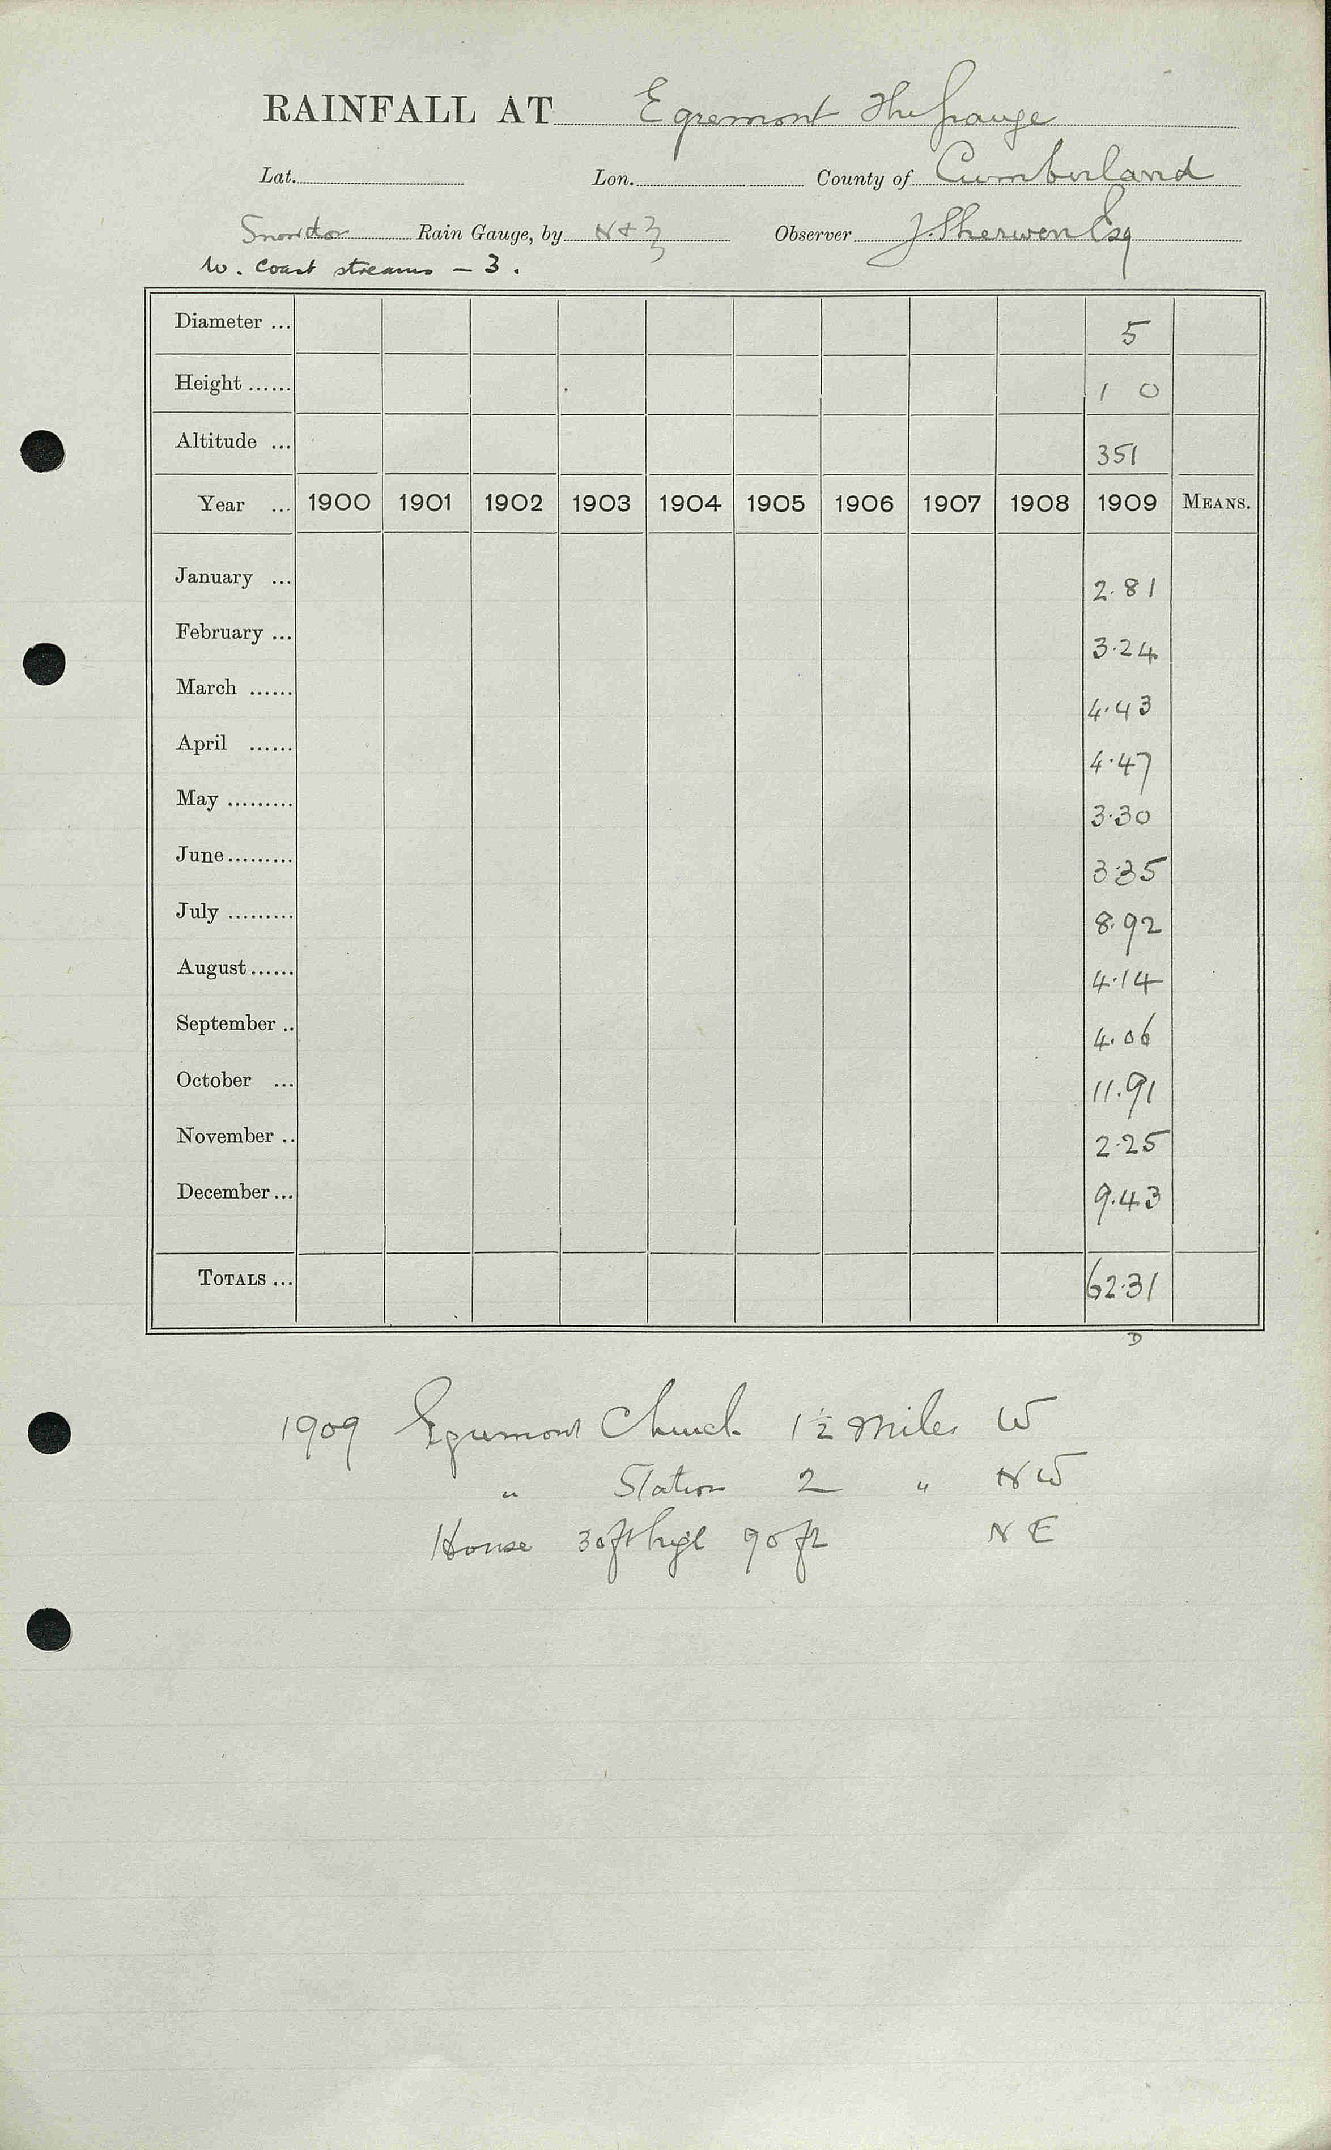 RAINFALL AT Egremont The Grange
Lat. Lon. County of Cumberland
Snowdon Rain Gauge, by N & Z Observer J. Sherwen Esq
W. Coast streams – 3.
Diameter ... 5
Height ...... 1 0
Altitude ... 351
Year ... 1900 1901 1902 1903 1904 1905 1906 1907 1908 1909 MEANS.
January ... 2.81
February ... 3.24
March ...... 4.43
April ...... 4.47
May ......... 3.30
June ......... 3.35
July ......... 8.92
August ...... 4.14
September .. 4.06
October ... 11.91
November .. 2.25
December ... 9.43
TOTALS ... 62.31
D
1909 Egremont Church 1½ miles W
" Station 2 " NW
House 30ft high 90 ft NE